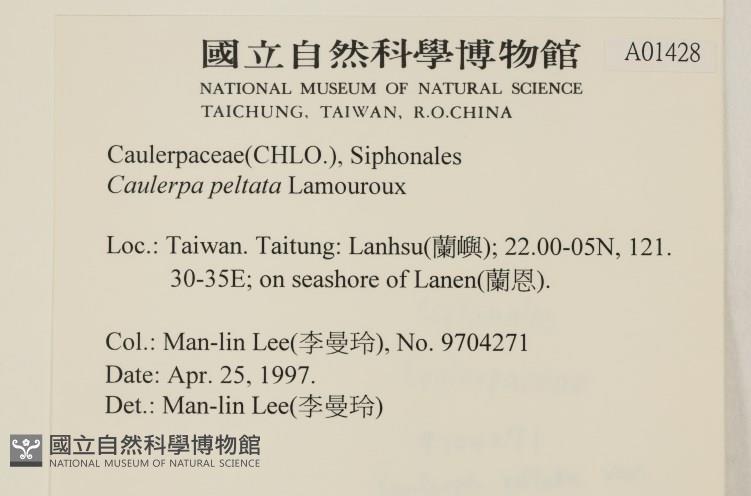 國立自然科學博物館
A01428
NATIONAL MUSEUM OF NATURAL SCIENCE
TAICHUNG, TAIWAN, R.O.CHINA
Caulerpaceae(CHLO.), Siphonales
Caulerpa peltata Lamouroux
Loc.: Taiwan. Taitung: Lanhsu(蘭嶼); 22.00-05N, 121.
30-35E; on seashore of Lanen(蘭恩).
Col.: Man-lin Lee(李曼玲), No. 9704271
Date: Apr. 25, 1997.
Det.: Man-lin Lee(李曼玲)
國立自然科學博物館
NATIONAL MUSEUM OF NATURAL SCIENCE